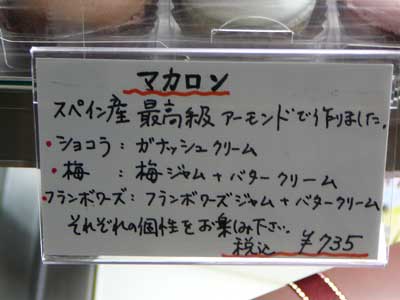 マカロン
スペイン産 最高級 アーモンドで作りました。
・ショコラ: ガナッシュクリーム
・梅: 梅ジャム+バタークリーム
・フランボワーズ: フランボワーズジャム+バタークリーム
それぞれの個性をお楽しみ下さい。
税込 ¥735